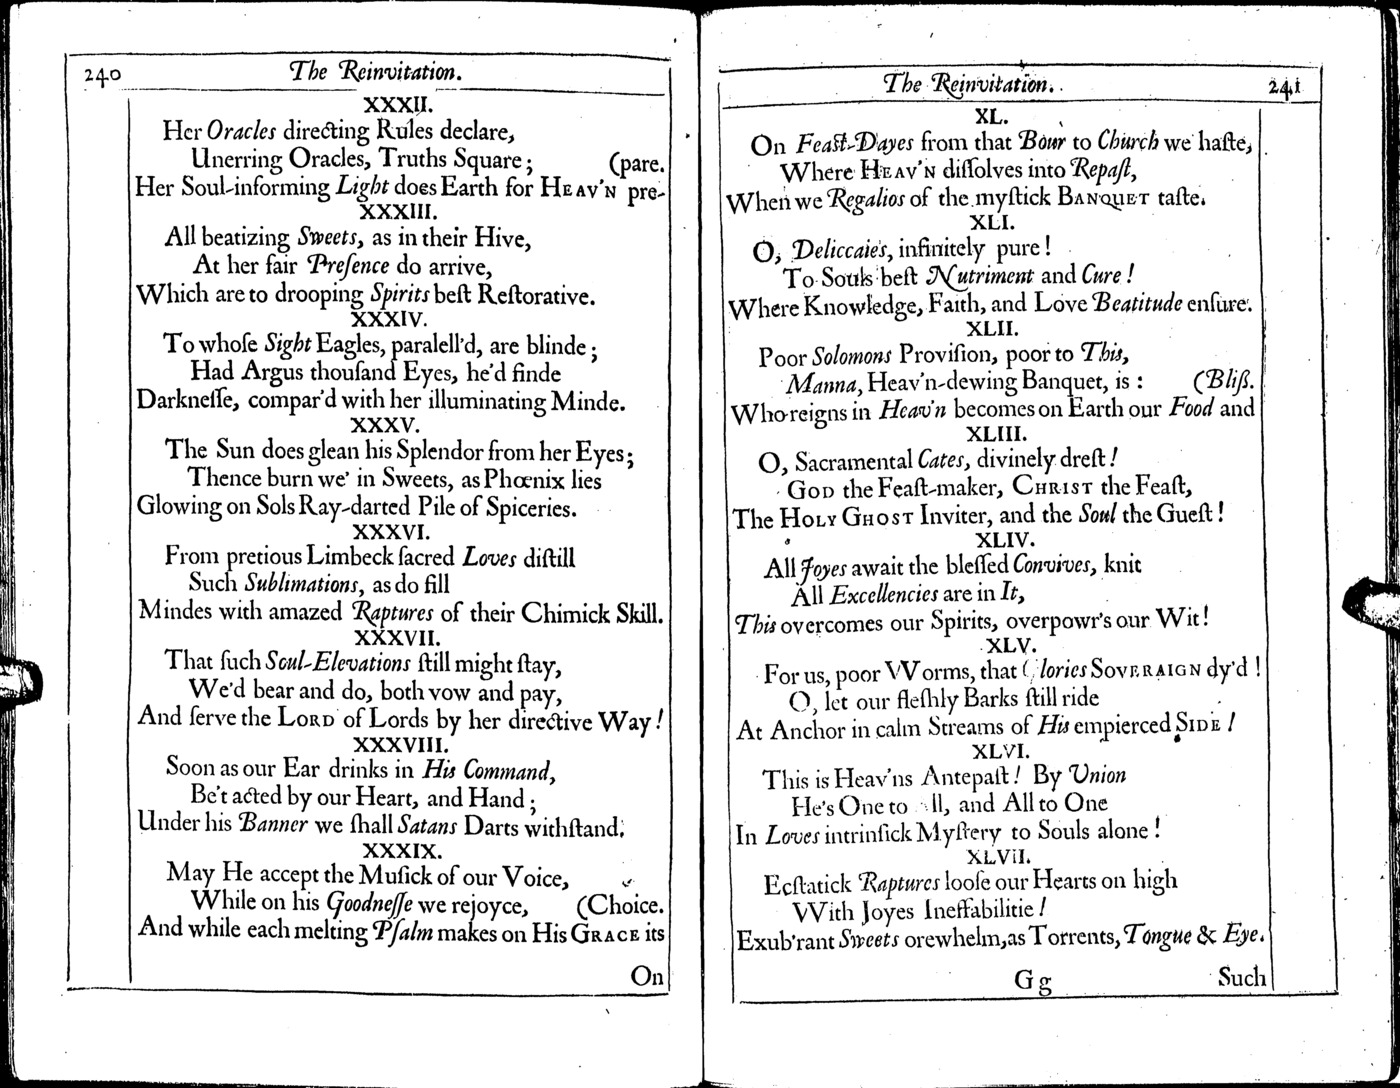 240 The Reinvitation.
XXXII.
Her Oracles directing Rules declare,
Unerring Oracles, Truths Square; (pare.
Her Soul-informing Light does Earth for HEAV'N pre-
XXXIII.
All beatizing Sweets, as in their Hive,
At her fair Preſence do arrive,
Which are to drooping Spirits beſt Reſtorative.
XXXIV.
To whoſe Sight Eagles, paralell'd, are blinde;
Had Argus thouſand Eyes, he'd finde
Darkneſſe, compar'd with her illuminating Minde.
XXXV.
The Sun does glean his Splendor from her Eyes;
Thence burn we' in Sweets, as Phœnix lies
Glowing on Sols Ray-darted Pile of Spiceries.
XXXVI.
From pretious Limbeck ſacred Loves diſtill
Such Sublimations, as do fill
Mindes with amazed Raptures of their Chimick Skill.
XXXVII.
That ſuch Soul-Elevations ſtill might ſtay,
We'd bear and do, both vow and pay,
And ſerve the LORD of Lords by her directive Way!
XXXVIII.
Soon as our Ear drinks in His Command,
Be't acted by our Heart, and Hand;
Under his Banner we ſhall Satans Darts withſtand.
XXXIX.
May He accept the Muſick of our Voice,
While on his Goodneſſe we rejoyce, (Choice.
And while each melting Pſalm makes on His GRACE its
On
The Reinvitation. 241
XL.
On Feaſt-Dayes from that Bour to Church we haſte,
Where HEAV'N diſſolves into Repaſt,
When we Regalios of the myſtick BANQUET taſte.
XLI.
O, Deliccaies, infinitely pure!
To Souls beſt Nutriment and Cure!
Where Knowledge, Faith, and Love Beatitude enſure.
XLII.
Poor Solomons Proviſion, poor to This,
Manna, Heav'n-dewing Banquet, is: (Bliß.
Who reigns in Heav'n becomes on Earth our Food and
XLIII.
O, Sacramental Cates, divinely dreſt!
GOD the Feaſt-maker, CHRIST the Feaſt,
The HOLY GHOST Inviter, and the Soul the Gueſt!
XLIV.
All Joyes await the bleſſed Convives, knit
All Excellencies are in It,
This overcomes our Spirits, overpowr's our Wit!
XLV.
For us, poor VVorms, that Glories SOVERAIGN dy'd!
O, let our fleſhly Barks ſtill ride
At Anchor in calm Streams of His empierced SIDE!
XLVI.
This is Heav'ns Antepaſt! By Union
He's One to All, and All to One
In Loves intrinſick Myſtery to Souls alone!
XLVII.
Ecſtatick Raptures looſe our Hearts on high
VVith Joyes Ineffabilitie!
Exub'rant Sweets orewhelm, as Torrents, Tongue & Eye.
Gg Such